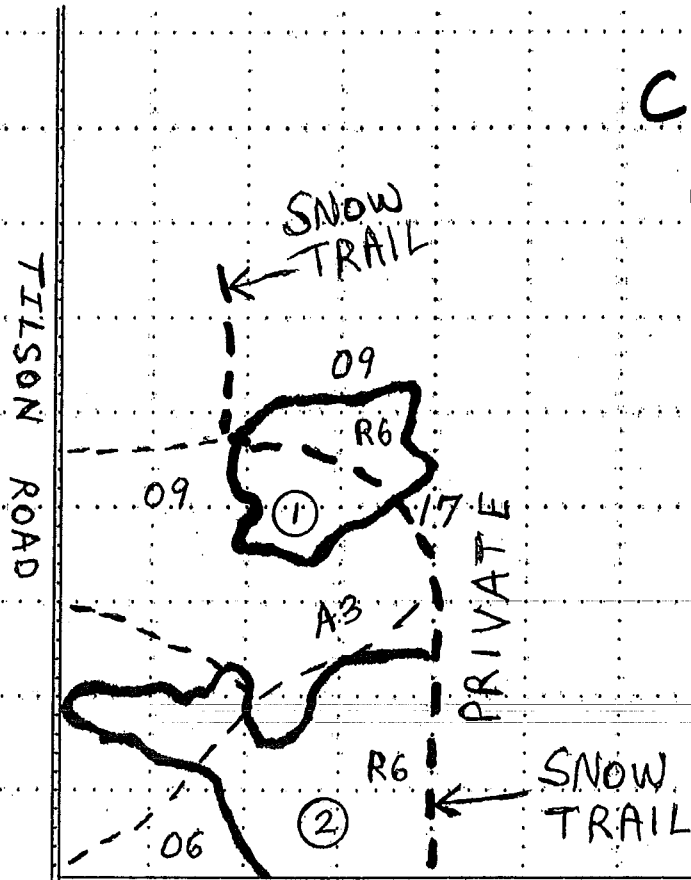 C
SNOW
TRAIL
TILSON ROAD
09
R6
09
1
17
PRIVATE
A3
R6
SNOW
TRAIL
2
06